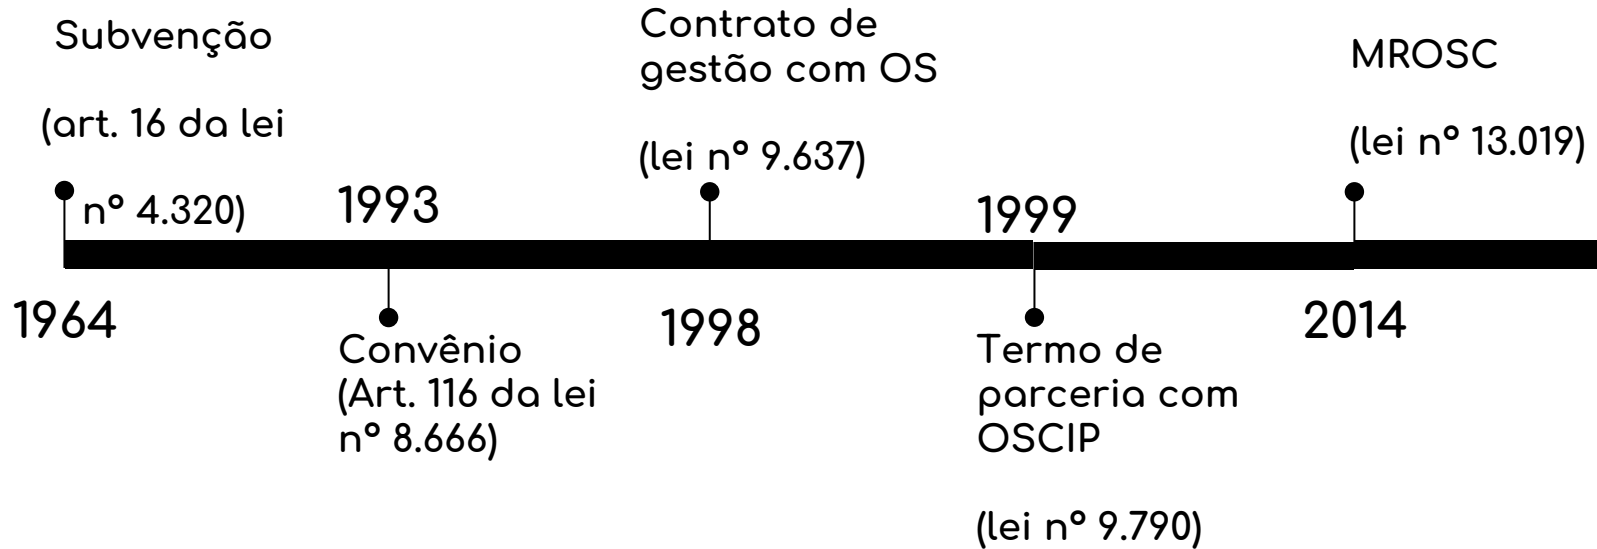 Subvenção
(art. 16 da lei
nº 4.320)
1964
1993
Convênio
(Art. 116 da lei
nº 8.666)
Contrato de
gestão com OS
(lei nº 9.637)
1998
1999
Termo de
parceria com
OSCIP
(lei nº 9.790)
MROSC
(lei nº 13.019)
2014